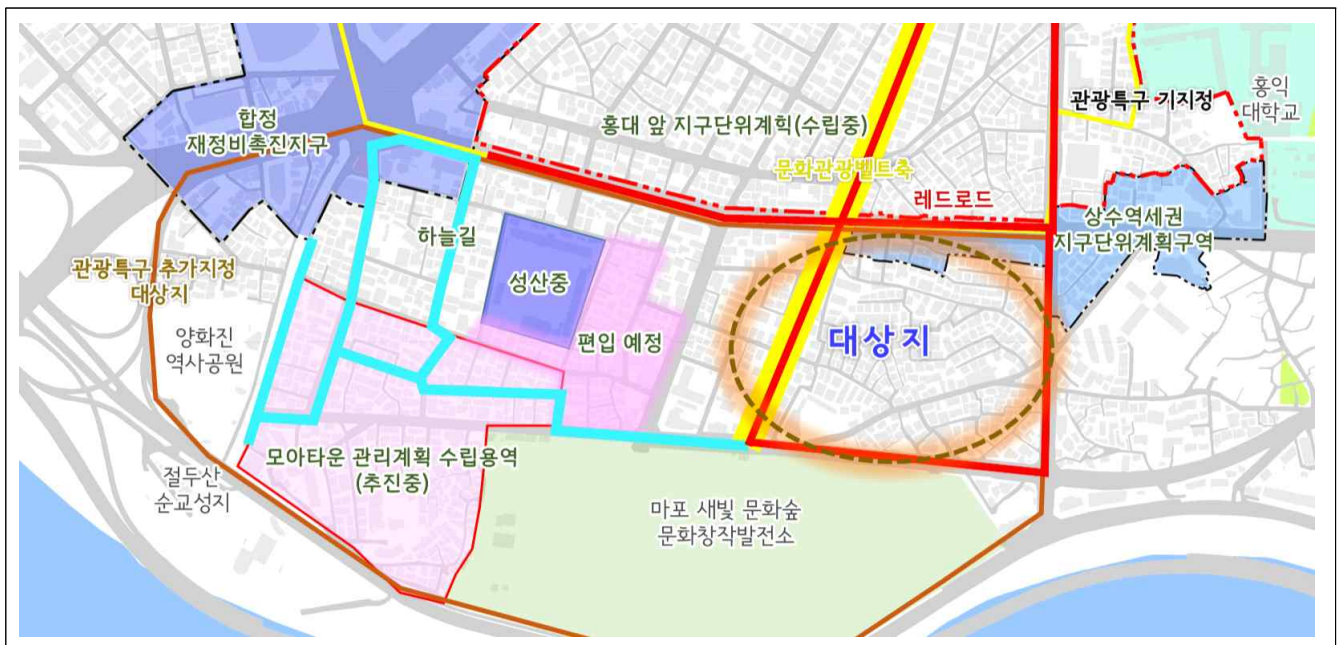 합정
재정비촉진지구
홍대 앞 지구단위계획(수립중)
관광특구 기지정
홍익
대학교
문화관광벨트축
레드로드
상수역세권
지구단위계획구역
하늘길
관광특구 추가지정
대상지
성산중
양화진
역사공원
편입 예정
대상지
모아타운 관리계획 수립용역
(추진중)
절두산
순교성지
마포 새빛 문화숲
문화창작발전소